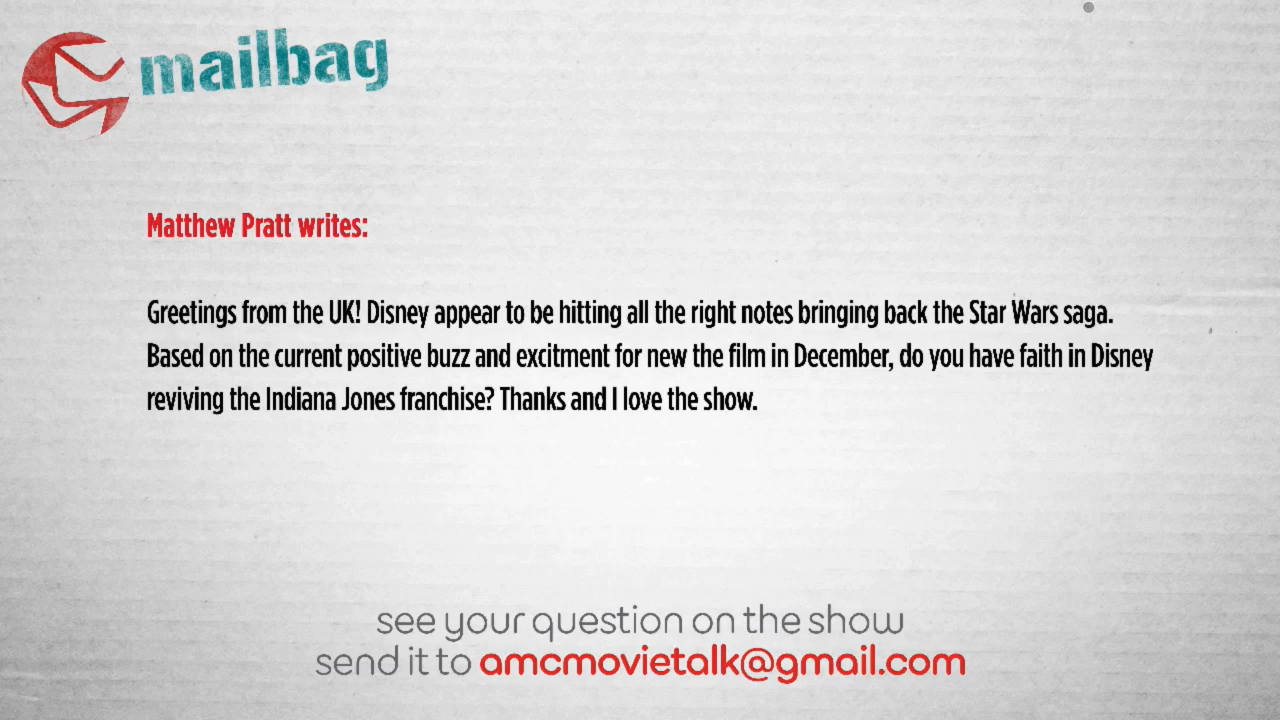 mailbag
Matthew Pratt writes:
Greetings from the UK! Disney appear to be hitting all the right notes bringing back the Star Wars saga.
Based on the current positive buzz and excitment for new the film in December, do you have faith in Disney
reviving the Indiana Jones franchise? Thanks and I love the show.
see your question on the show
send it to amcmovietalk@gmail.com